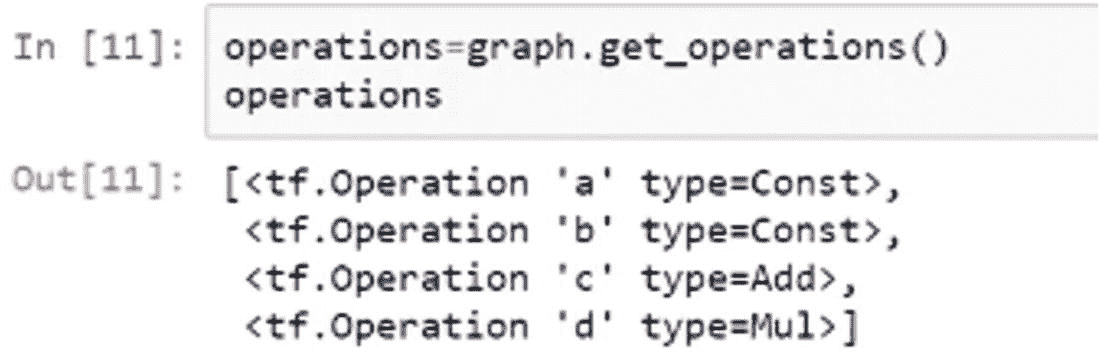 In [11]: operations=graph.get_operations()
operations
Out[11]: [<tf.Operation 'a' type=Const>,
<tf.Operation 'b' type=Const>,
<tf.Operation 'c' type=Add>,
<tf.Operation 'd' type=Mul>]